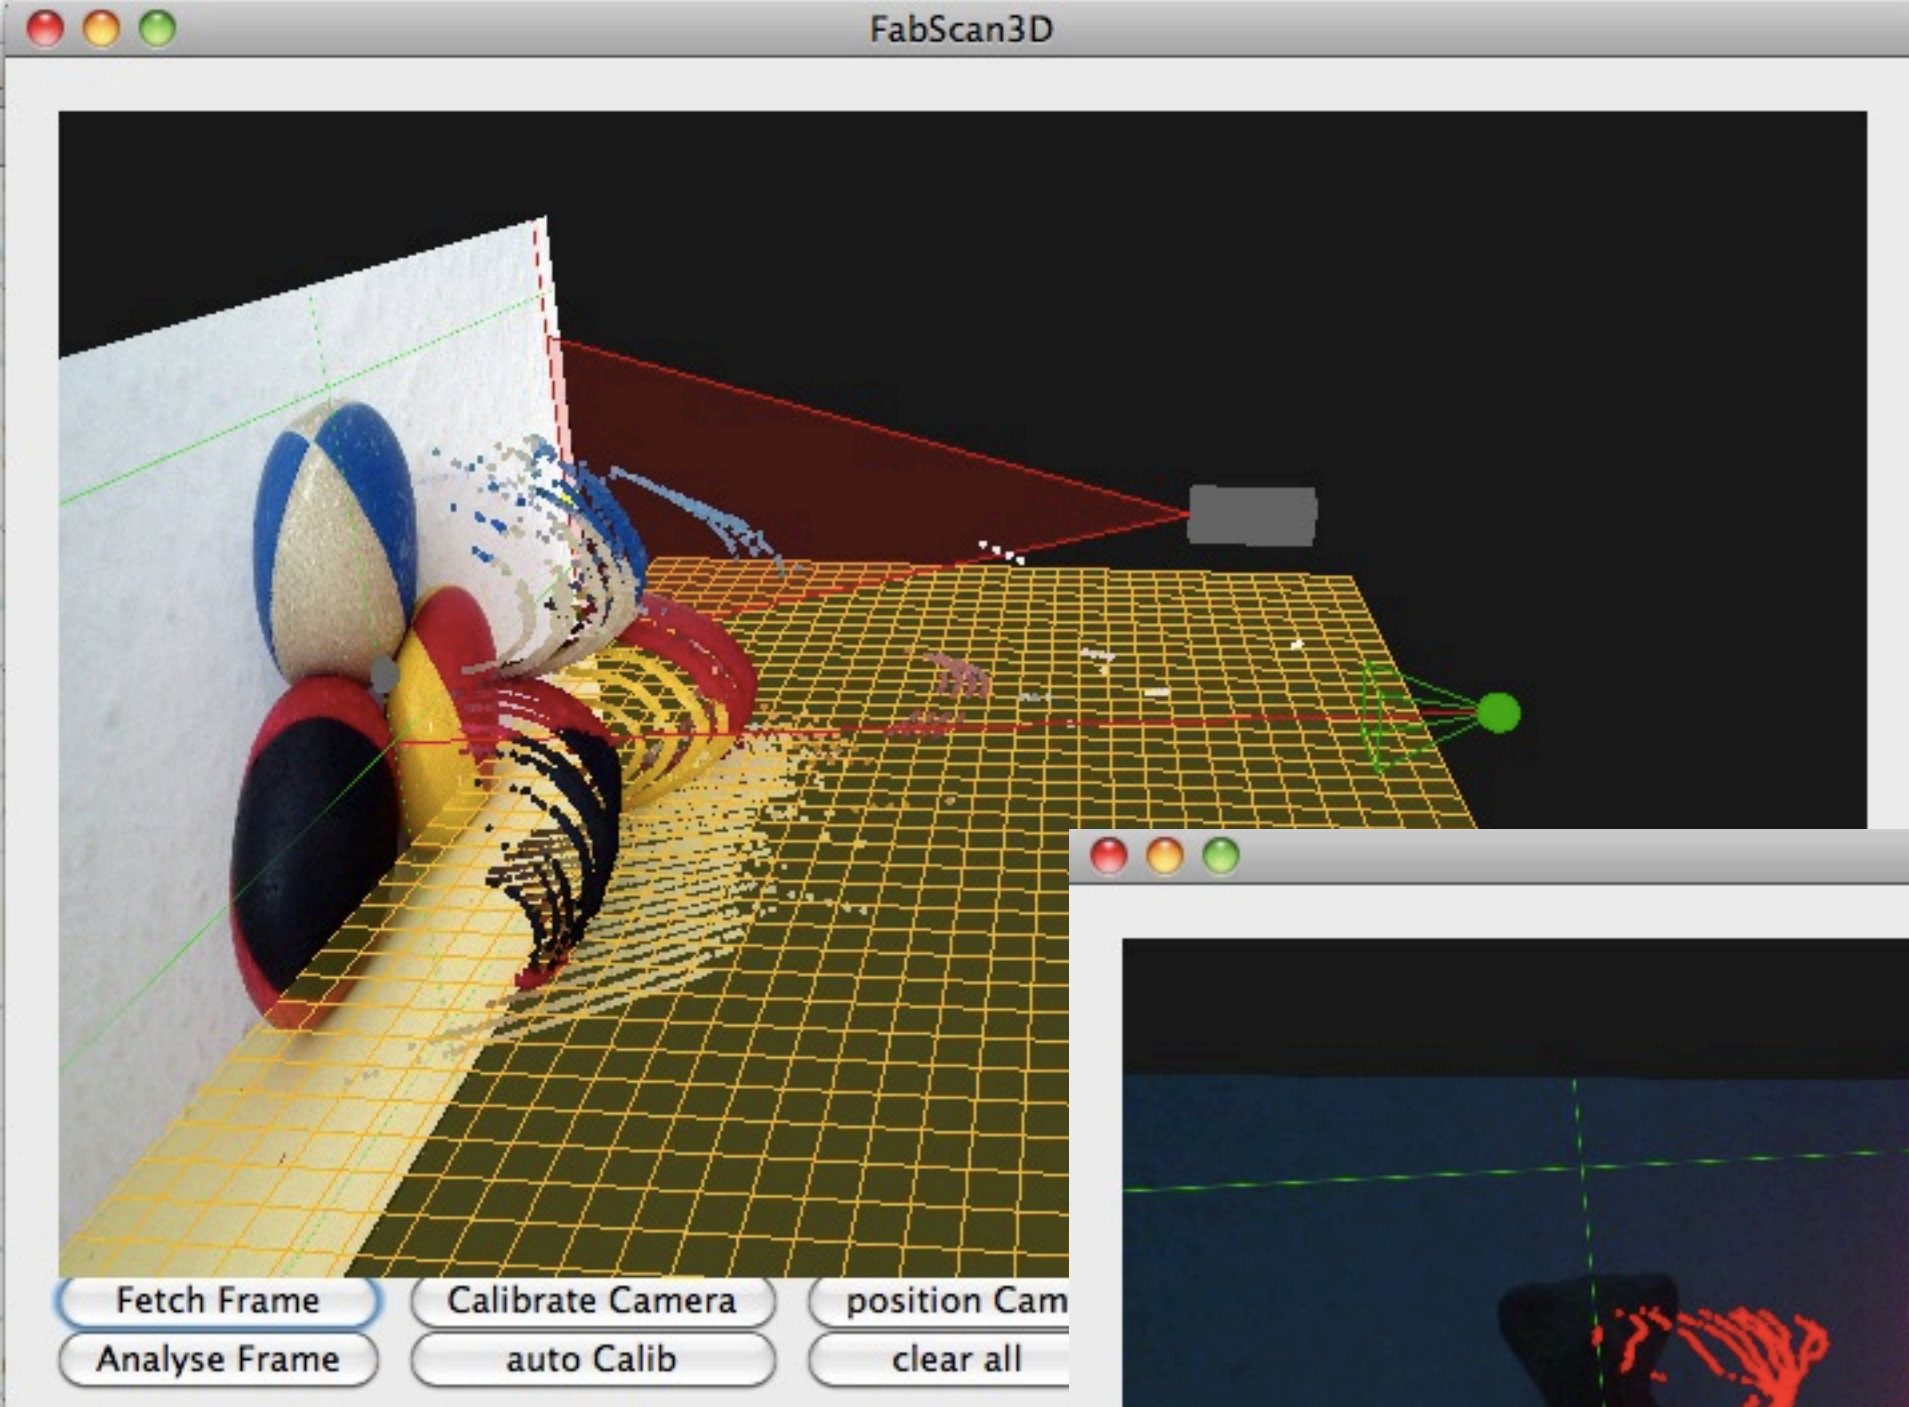 FabScan3D
Fetch Frame
Calibrate Camera
position Cam
Analyse Frame
auto Calib
clear all